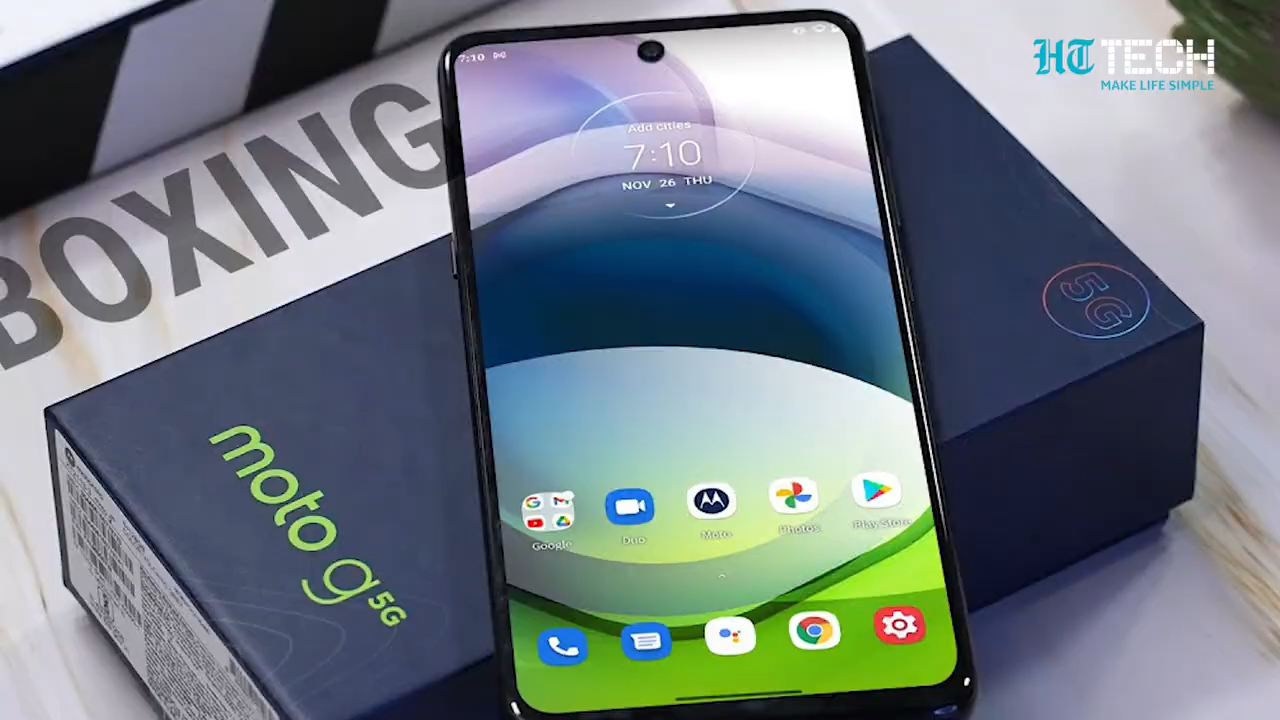 HT TECH
MAKE LIFE SIMPLE
BOXING
7:10
Add cities
7:10
NOV 26 THU
5G
moto g 5G
Google
Duo
Moto
Photos
Play Store